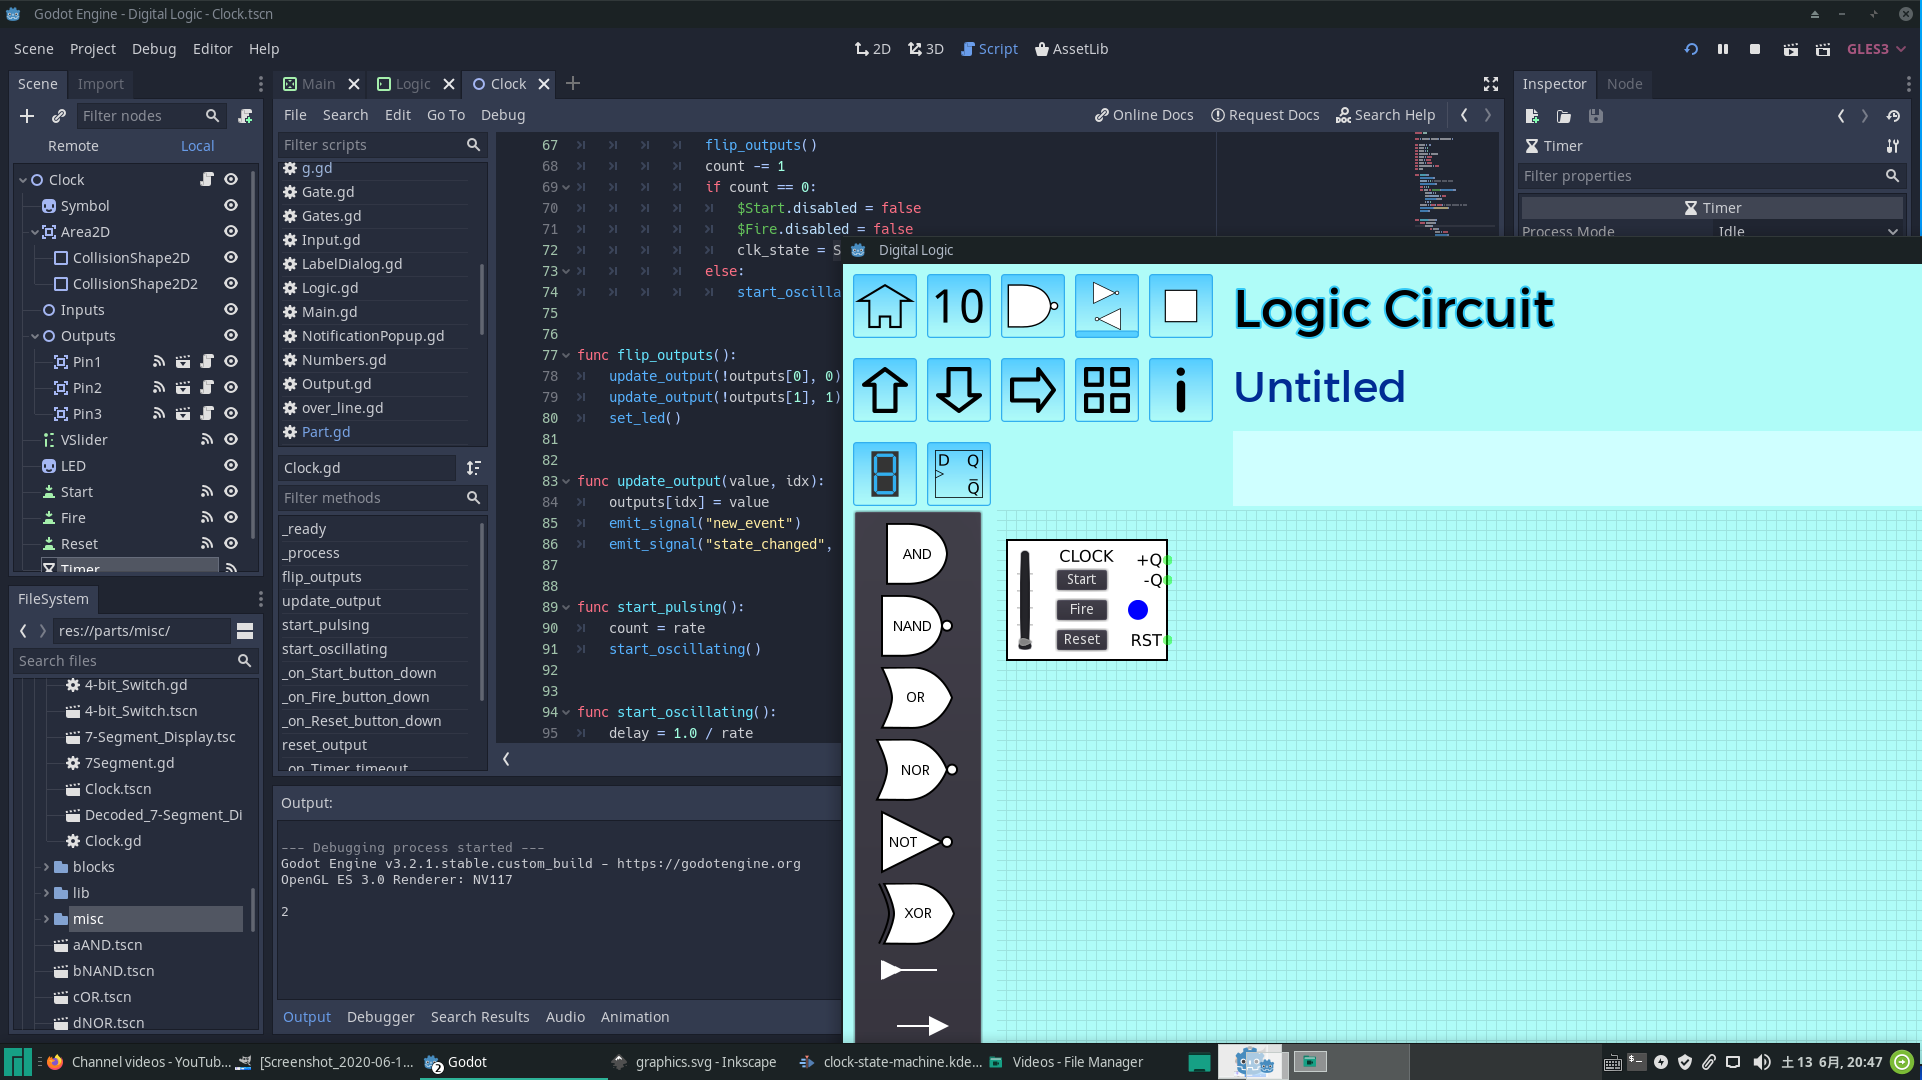 Godot Engine - Digital Logic - Clock.tscn
Scene Project Debug Editor Help
2D 3D Script AssetLib
GLES3
Scene Import
Main Logic Clock
Inspector Node
Filter nodes
File Search Edit Go To Debug
Online Docs Request Docs Search Help
Remote Local
Filter scripts
Timer
Filter properties
Timer
Process Mode Idle
Clock
Symbol
Area2D
CollisionShape2D
CollisionShape2D2
Inputs
Outputs
Pin1
Pin2
Pin3
VSlider
LED
Start
Fire
Reset
Timer
g.gd
Gate.gd
Gates.gd
Input.gd
LabelDialog.gd
Logic.gd
Main.gd
NotificationPopup.gd
Numbers.gd
Output.gd
over_line.gd
Part.gd
Clock.gd
Filter methods
_ready
_process
flip_outputs
update_output
start_pulsing
start_oscillating
_on_Start_button_down
_on_Fire_button_down
_on_Reset_button_down
reset_output
_on_Timer_timeout
67 flip_outputs()
68 count -= 1
69 if count == 0:
70 $Start.disabled = false
71 $Fire.disabled = false
72 clk_state = S
73 else:
74 start_oscilla
75
76
77 func flip_outputs():
78 update_output(!outputs[0], 0)
79 update_output(!outputs[1], 1)
80 set_led()
81
82
83 func update_output(value, idx):
84 outputs[idx] = value
85 emit_signal("new_event")
86 emit_signal("state_changed",
87
88
89 func start_pulsing():
90 count = rate
91 start_oscillating()
92
93
94 func start_oscillating():
95 delay = 1.0 / rate
FileSystem
res://parts/misc/
Search files
4-bit_Switch.gd
4-bit_Switch.tscn
7-Segment_Display.tsc
7Segment.gd
Clock.tscn
Decoded_7-Segment_Di
Clock.gd
blocks
lib
misc
aAND.tscn
bNAND.tscn
cOR.tscn
dNOR.tscn
Output:
--- Debugging process started ---
Godot Engine v3.2.1.stable.custom_build - https://godotengine.org
OpenGL ES 3.0 Renderer: NV117
2
Output Debugger Search Results Audio Animation
Digital Logic
10
Logic Circuit
i
Untitled
8
D Q
>
Q̅
AND
NAND
OR
NOR
NOT
XOR
CLOCK +Q
Start -Q
Fire
Reset RST
Channel videos - YouTub... [Screenshot_2020-06-1... 2 Godot graphics.svg - Inkscape clock-state-machine.kde... Videos - File Manager 土 13 6月, 20:47